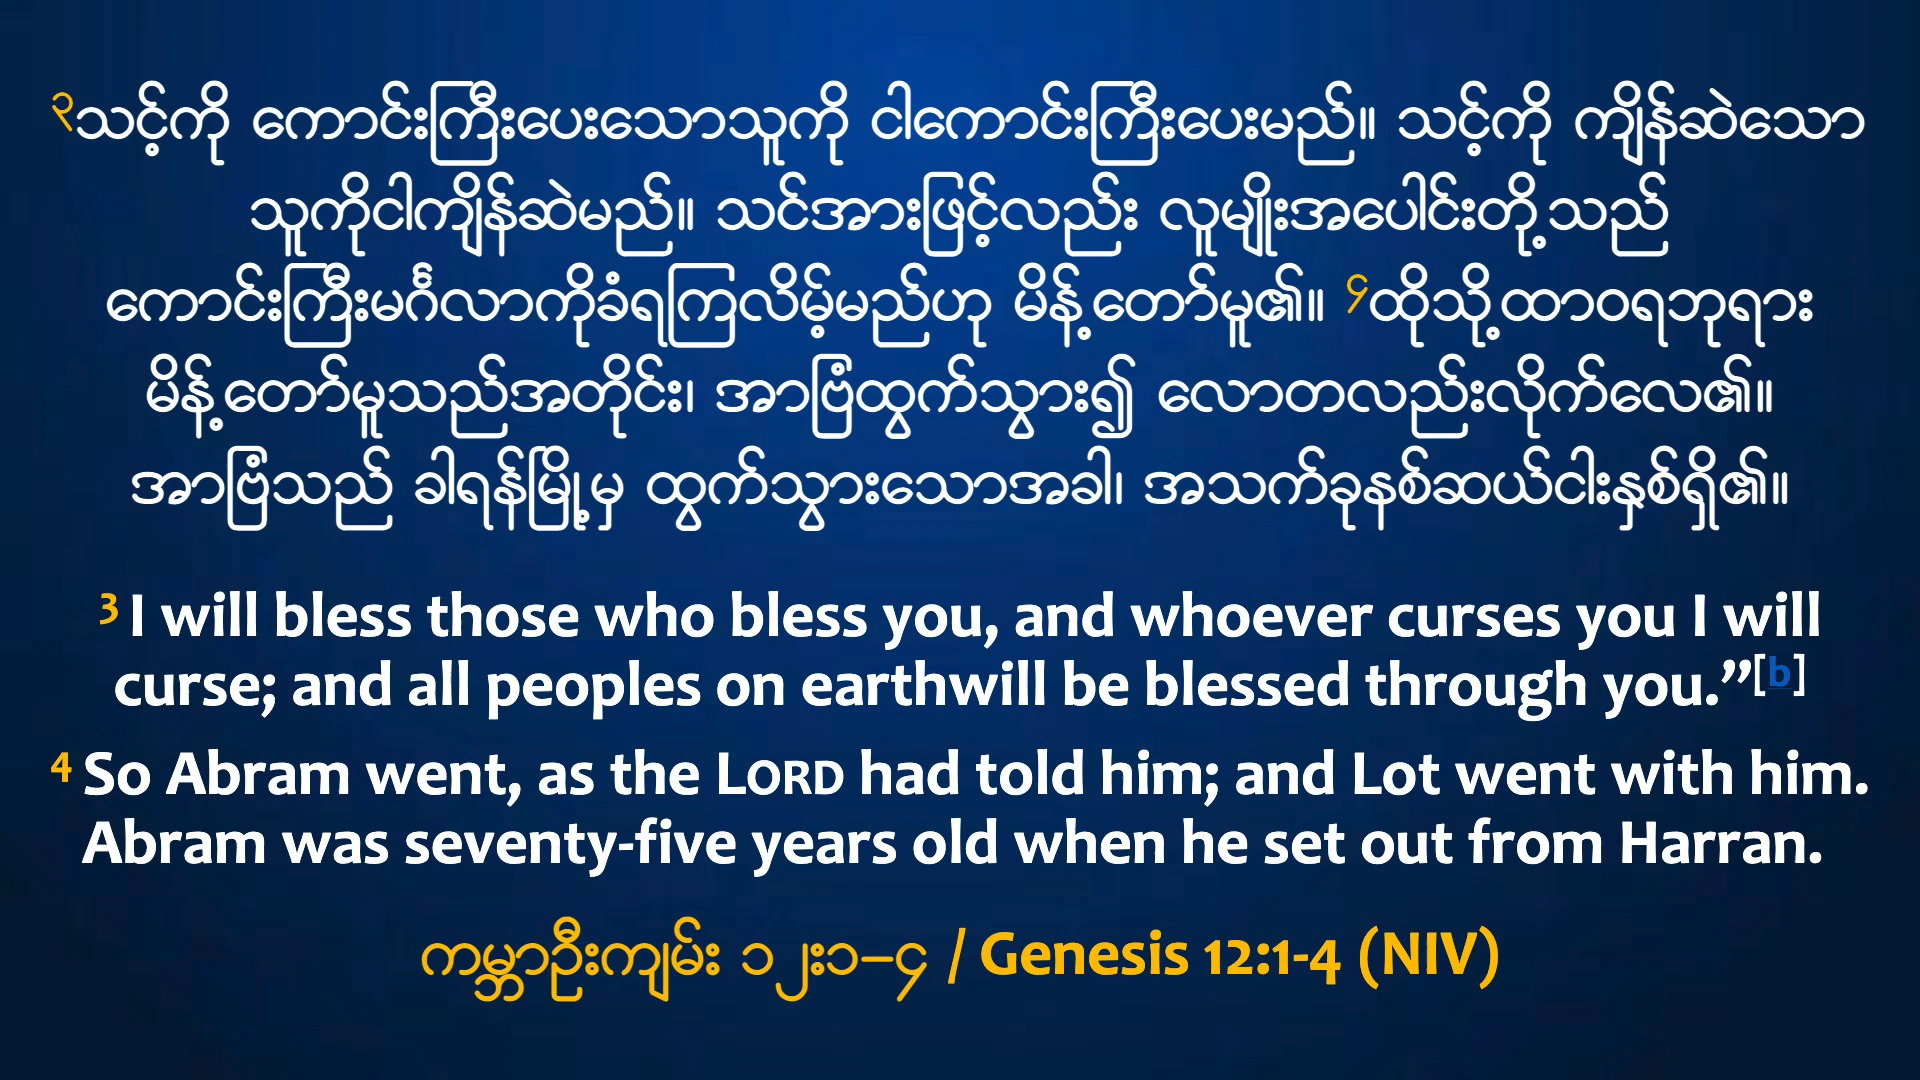 ၃သင့်ကို ကောင်းကြီးပေးသောသူကို ငါကောင်းကြီးပေးမည်။ သင့်ကို ကျိန်ဆဲသော
သူကိုငါကျိန်ဆဲမည်။ သင်အားဖြင့်လည်း လူမျိုးအပေါင်းတို့သည်
ကောင်းကြီးမင်္ဂလာကိုခံရကြလိမ့်မည်ဟု မိန့်တော်မူ၏။ ၄ထိုသို့ထာဝရဘုရား
မိန့်တော်မူသည်အတိုင်း၊ အာဗြံထွက်သွား၍ လောတလည်းလိုက်လေ၏။
အာဗြံသည် ခါရန်မြို့မှ ထွက်သွားသောအခါ၊ အသက်ခုနစ်ဆယ်ငါးနှစ်ရှိ၏။
3 I will bless those who bless you, and whoever curses you I will
curse; and all peoples on earthwill be blessed through you.”[b]
4 So Abram went, as the LORD had told him; and Lot went with him.
Abram was seventy-five years old when he set out from Harran.
ကမ္ဘာဦးကျမ်း ၁၂း၁–၄ / Genesis 12:1-4 (NIV)